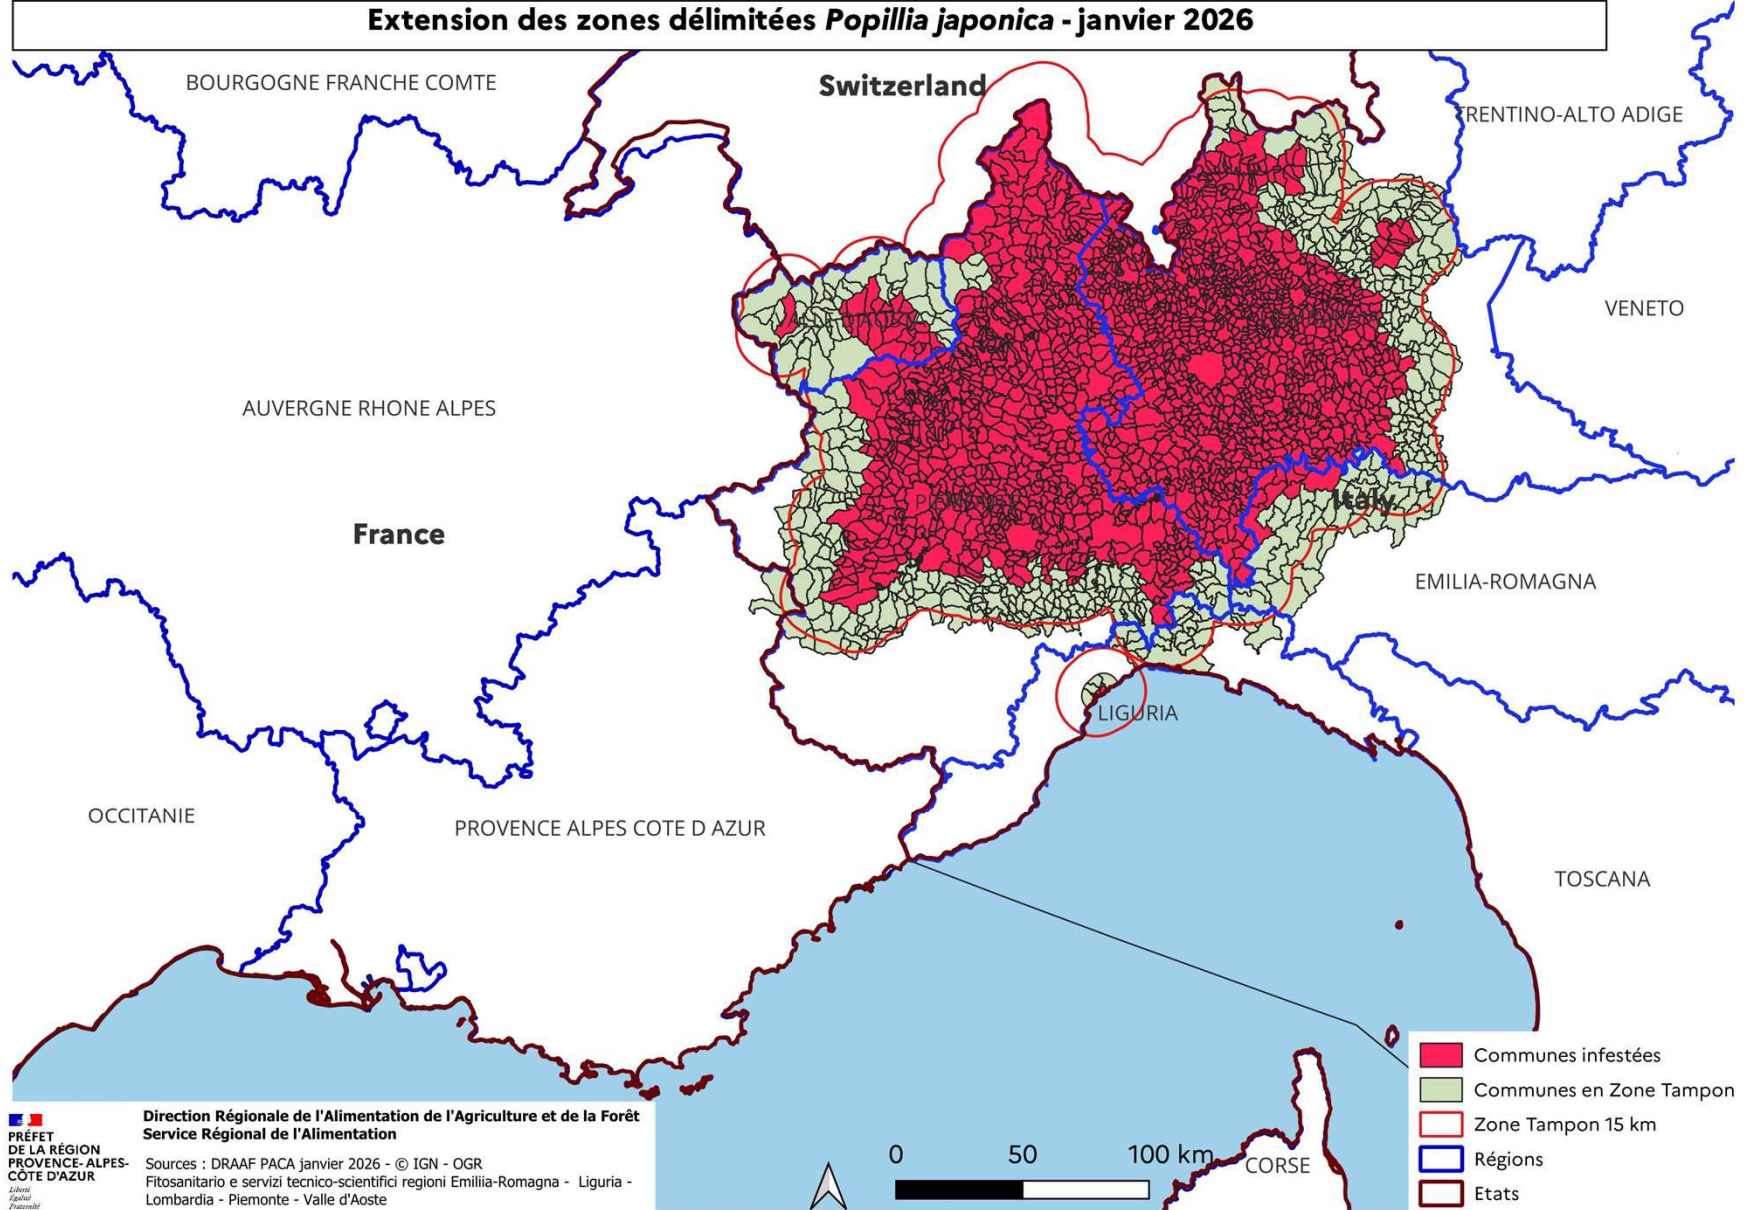 Extension des zones délimitées Popillia japonica - janvier 2026
BOURGOGNE FRANCHE COMTE
Switzerland
TRENTINO-ALTO ADIGE
VENETO
AUVERGNE RHONE ALPES
France
Italy
EMILIA-ROMAGNA
LIGURIA
OCCITANIE
PROVENCE ALPES COTE D AZUR
TOSCANA
CORSE
0 50 100 km
Communes infestées
Communes en Zone Tampon
Zone Tampon 15 km
Régions
Etats
PRÉFET
DE LA RÉGION
PROVENCE-ALPES-
CÔTE D'AZUR
Liberté
Égalité
Fraternité
Direction Régionale de l'Alimentation de l'Agriculture et de la Forêt
Service Régional de l'Alimentation
Sources : DRAAF PACA janvier 2026 - © IGN - OGR
Fitosanitario e servizi tecnico-scientifici regioni Emiliia-Romagna - Liguria -
Lombardia - Piemonte - Valle d'Aoste